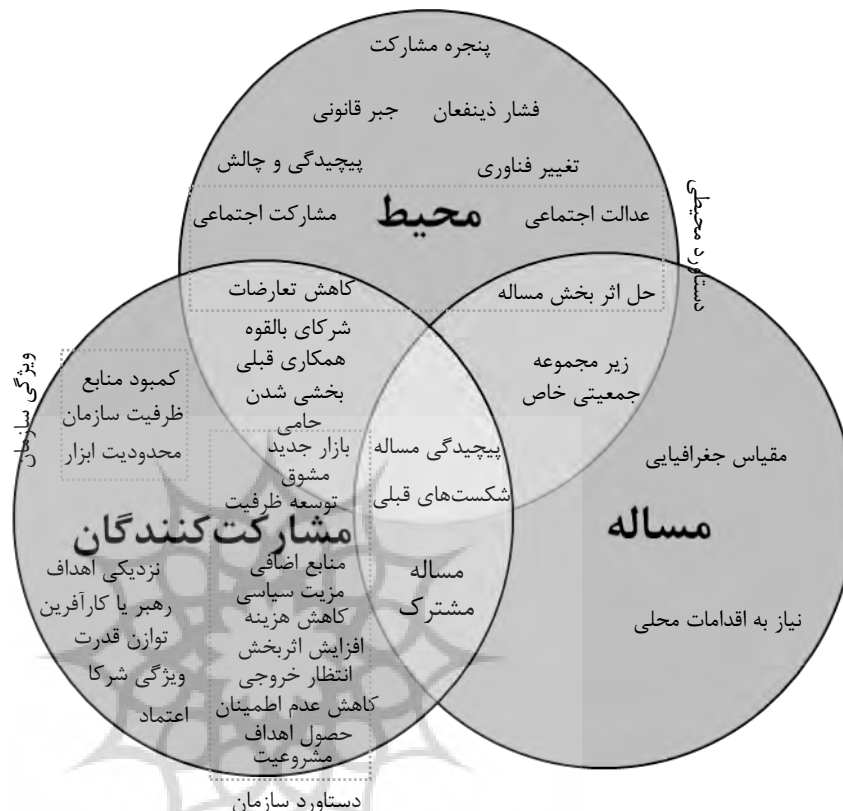 پنجره مشارکت
فشار ذینفعان
جبر قانونی
تغییر فناوری
پیچیدگی و چالش
عدالت اجتماعی
محیط
مشارکت اجتماعی
دستاورد محیطی
حل اثر بخش مساله
کاهش تعارضات
شرکای بالقوه
همکاری قبلی
بخشی شدن
حامی
زیر مجموعه
جمعیتی خاص
ویژگی سازمان
کمبود منابع
ظرفیت سازمان
محدودیت ابزار
بازار جدید
مشوق
توسعه ظرفیت
پیچیدگی مساله
شکست‌های قبلی
مقیاس جغرافیایی
مساله
مشارکت‌کنندگان
مساله
مشترک
نیاز به اقدامات محلی
منابع اضافی
مزیت سیاسی
کاهش هزینه
افزایش اثربخش
انتظار خروجی
کاهش عدم اطمینان
حصول اهداف
مشروعیت
نزدیکی اهداف
رهبر یا کارآفرین
توازن قدرت
ویژگی شرکا
اعتماد
دستاورد سازمان